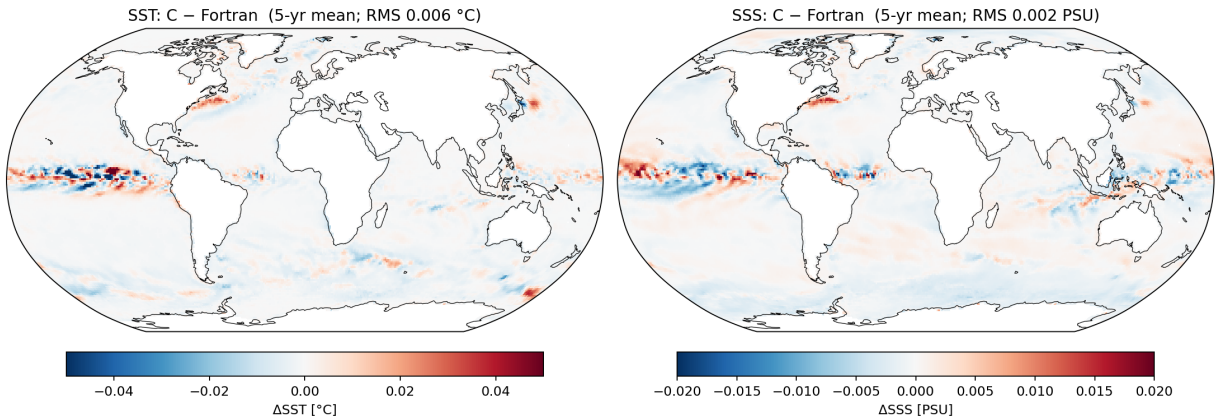 SST: C − Fortran  (5-yr mean; RMS 0.006 °C)
SSS: C − Fortran  (5-yr mean; RMS 0.002 PSU)
−0.04 −0.02 0.00 0.02 0.04
ΔSST [°C]
−0.020 −0.015 −0.010 −0.005 0.000 0.005 0.010 0.015 0.020
ΔSSS [PSU]